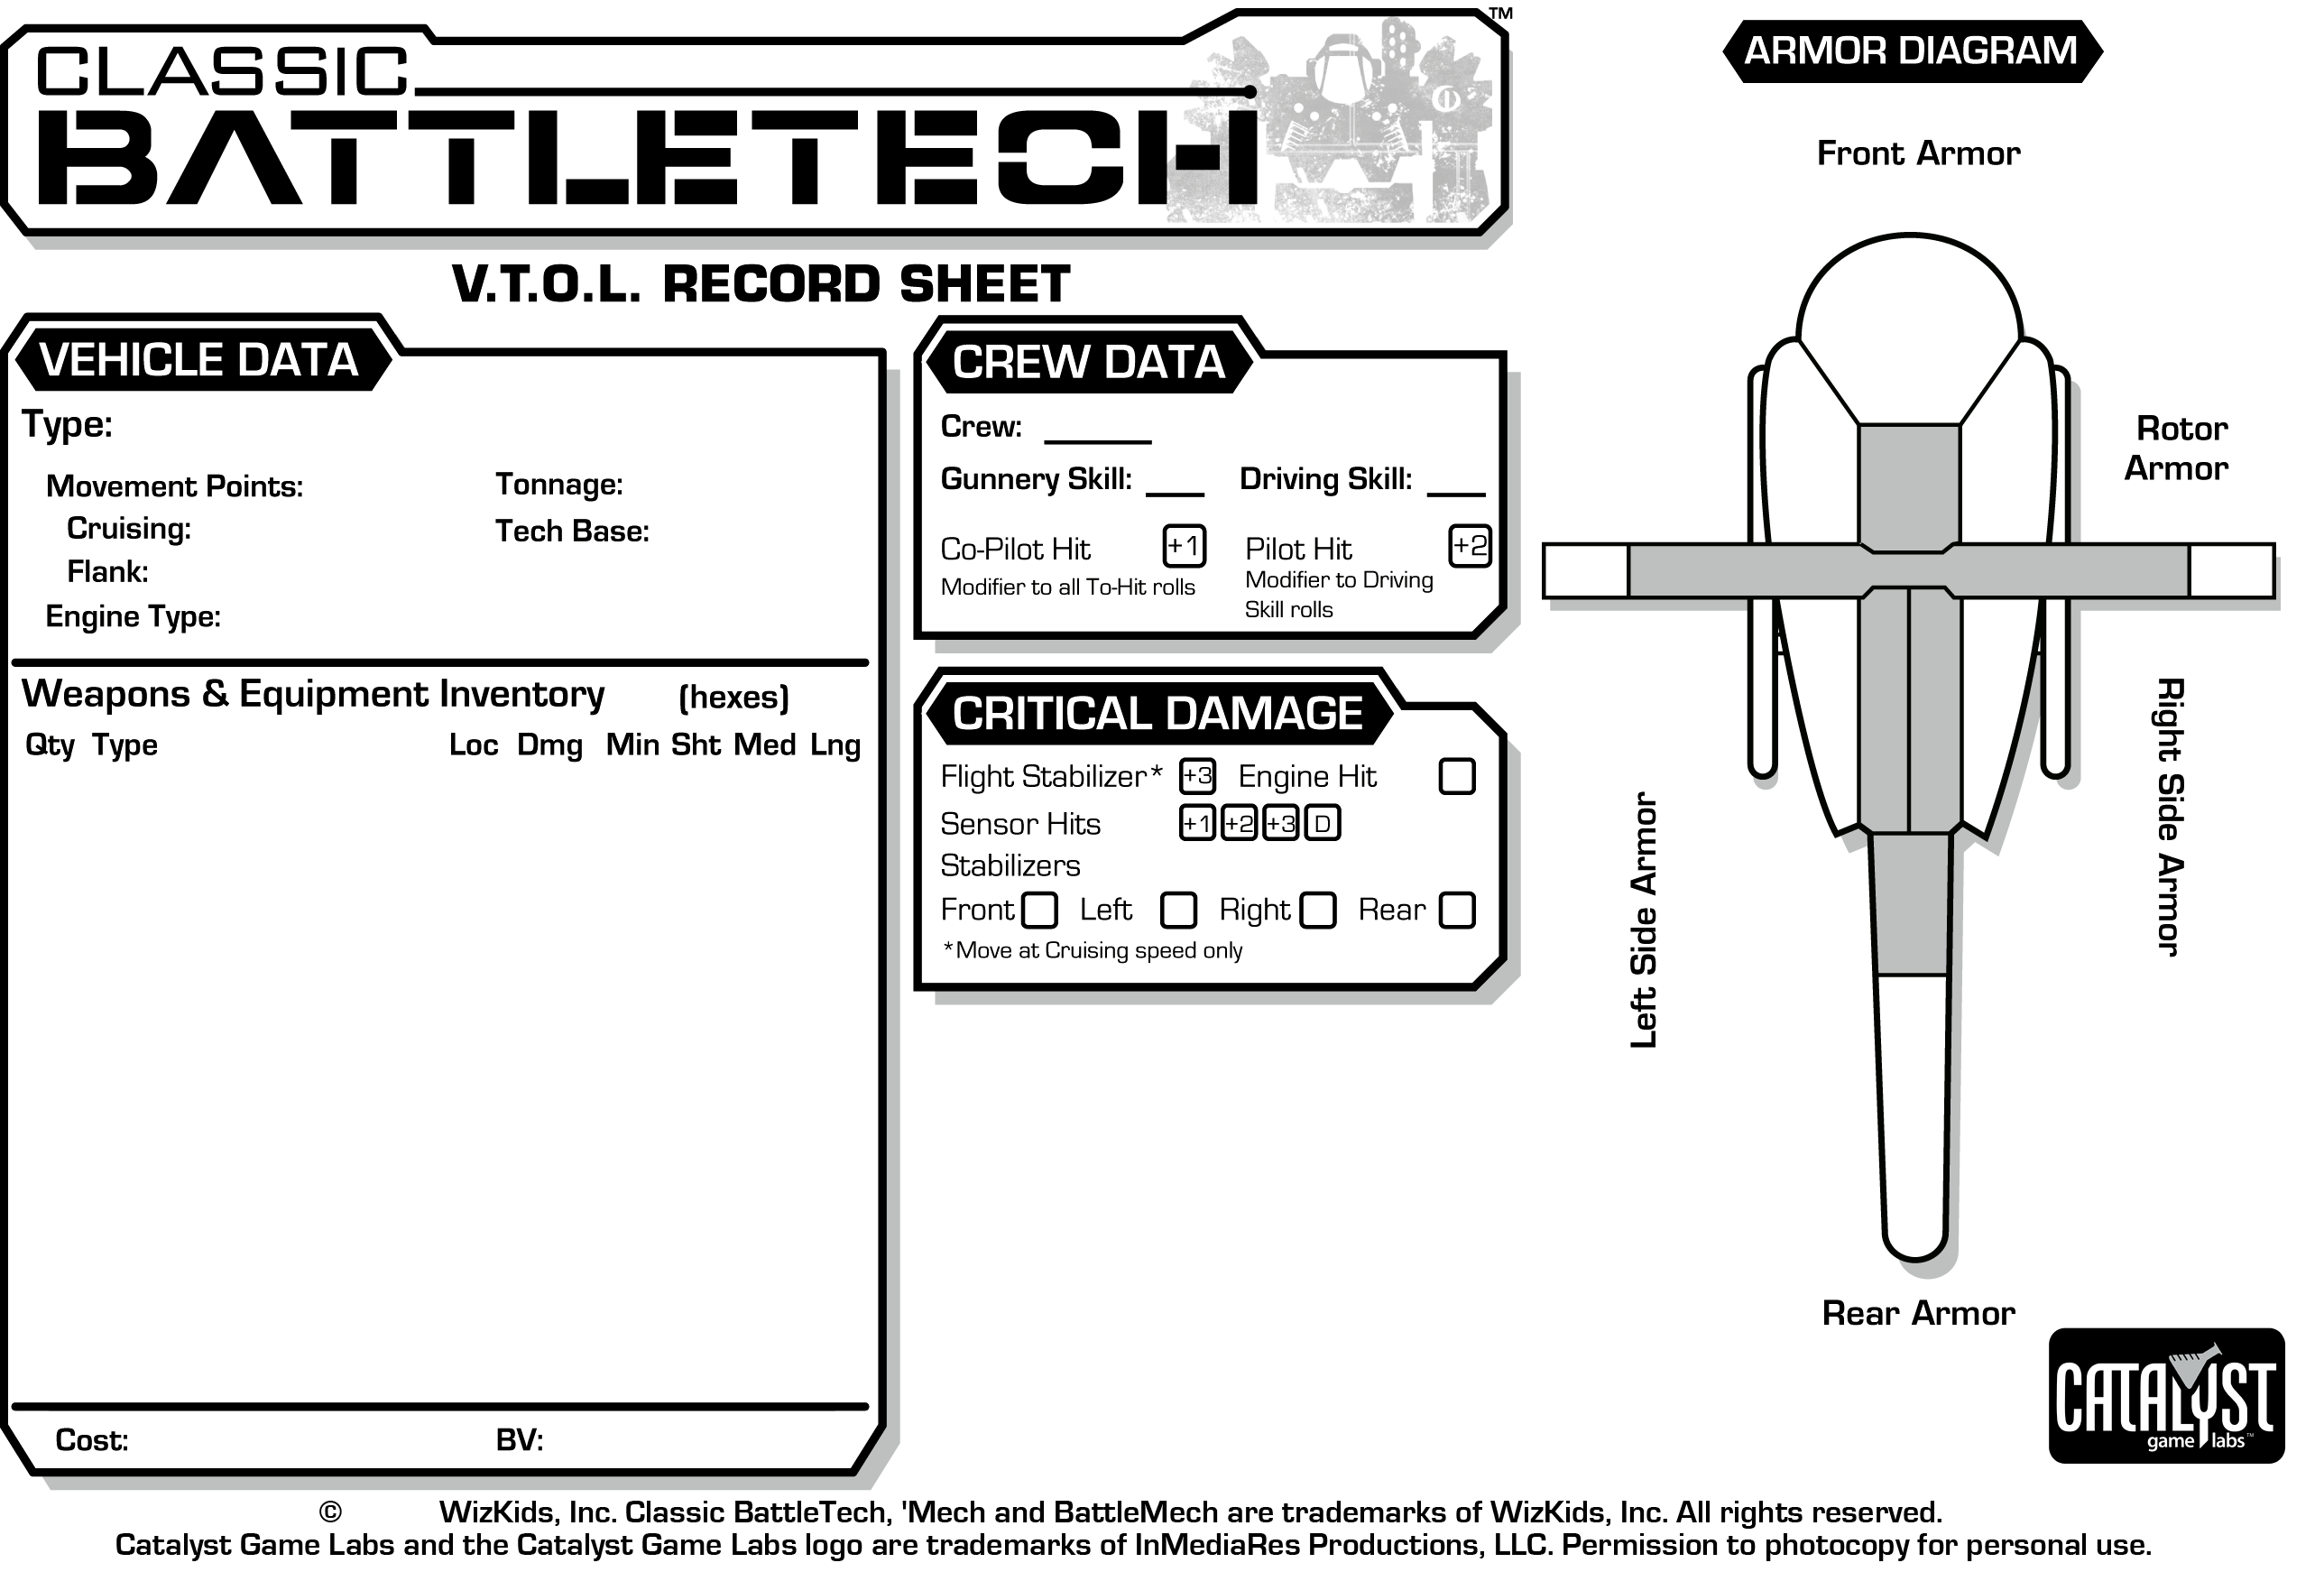 CLASSIC
BATTLETECH
™
V.T.O.L. RECORD SHEET
VEHICLE DATA
Type:
Movement Points:
Cruising:
Flank:
Engine Type:
Tonnage:
Tech Base:
Weapons & Equipment Inventory (hexes)
Qty Type Loc Dmg Min Sht Med Lng
Cost: BV:
CREW DATA
Crew: ______
Gunnery Skill: ___ Driving Skill: ___
Co-Pilot Hit +1
Modifier to all To-Hit rolls
Pilot Hit +2
Modifier to Driving
Skill rolls
CRITICAL DAMAGE
Flight Stabilizer* +3 Engine Hit
Sensor Hits +1 +2 +3 D
Stabilizers
Front Left Right Rear
*Move at Cruising speed only
ARMOR DIAGRAM
Front Armor
Rotor
Armor
Right Side Armor
Left Side Armor
Rear Armor
CATALYST
game labs™
© WizKids, Inc. Classic BattleTech, 'Mech and BattleMech are trademarks of WizKids, Inc. All rights reserved.
Catalyst Game Labs and the Catalyst Game Labs logo are trademarks of InMediaRes Productions, LLC. Permission to photocopy for personal use.